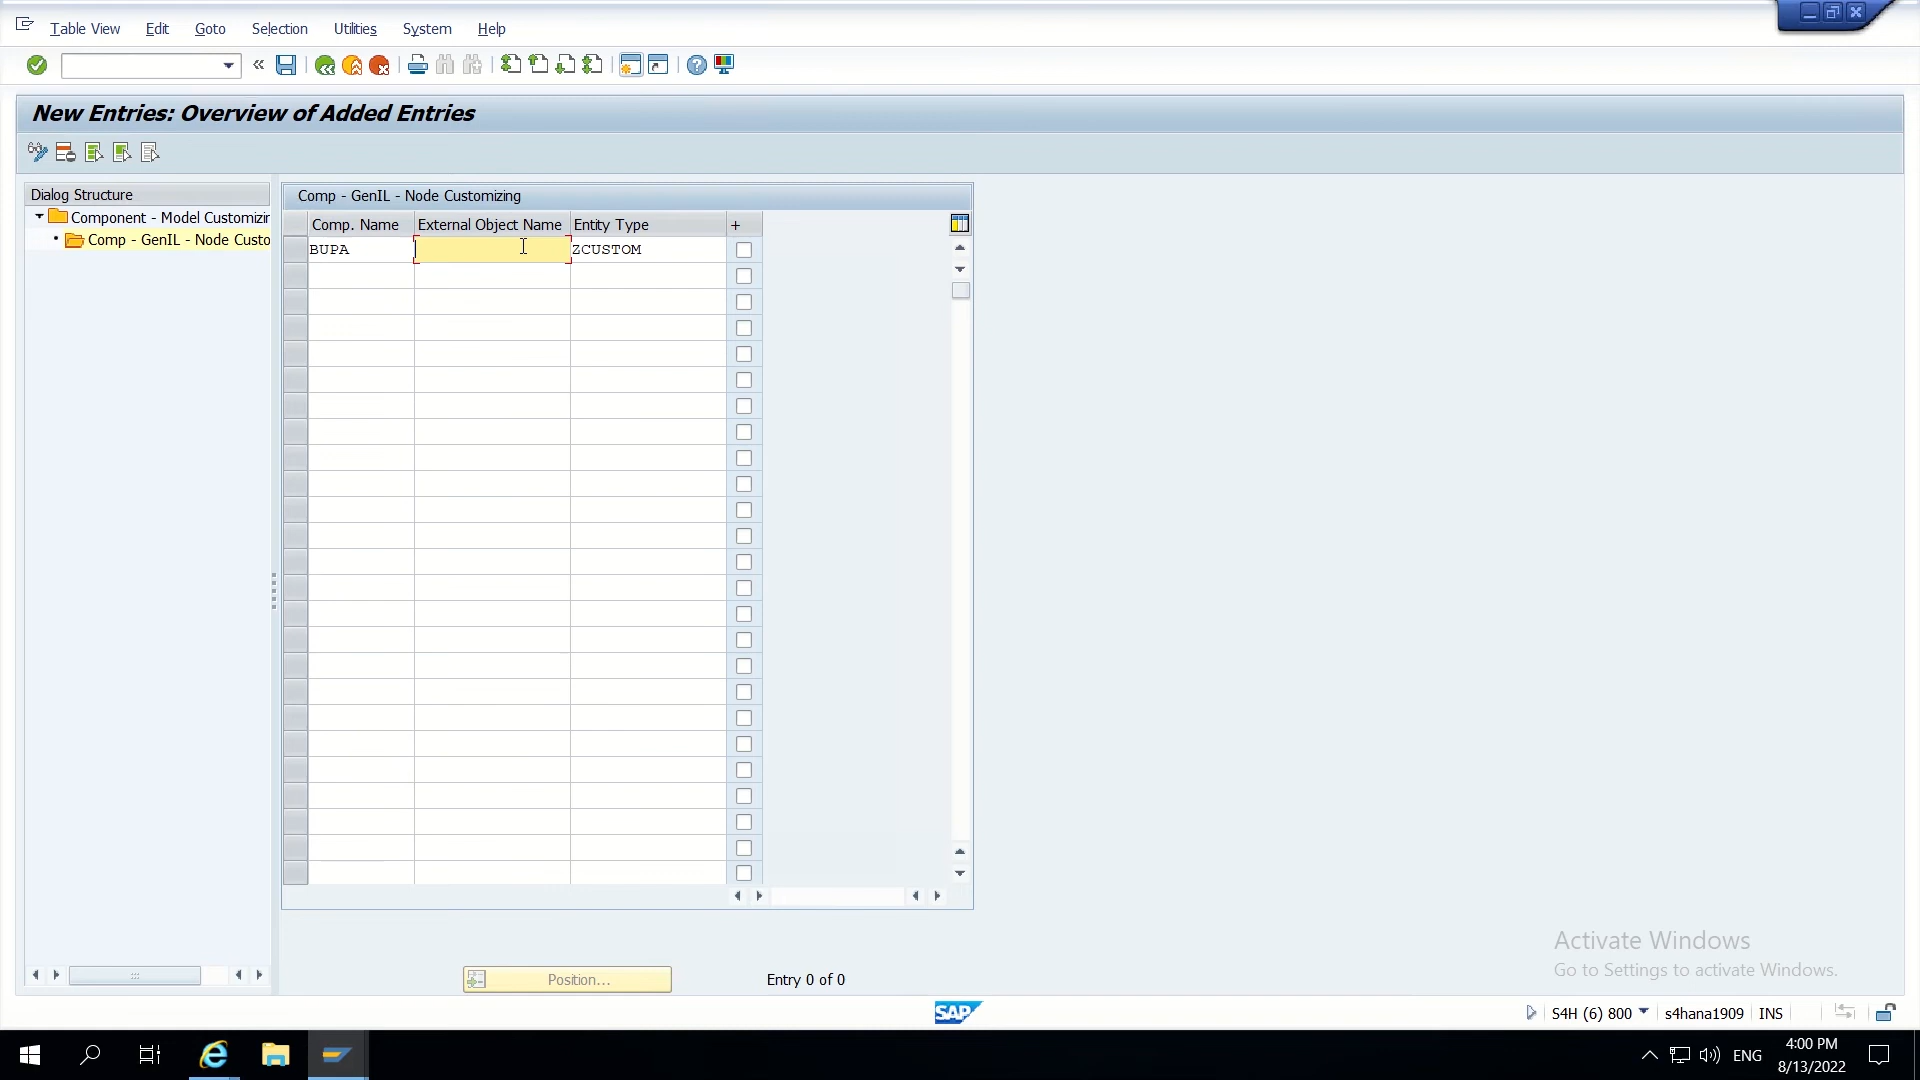 Table View Edit Goto Selection Utilities System Help
New Entries: Overview of Added Entries
Dialog Structure
Component - Model Customizin
Comp - GenIL - Node Custo
Comp - GenIL - Node Customizing
Comp. Name External Object Name Entity Type +
BUPA ZCUSTOM
Position...
Entry 0 of 0
Activate Windows
Go to Settings to activate Windows.
SAP
S4H (6) 800 s4hana1909 INS
ENG
4:00 PM
8/13/2022